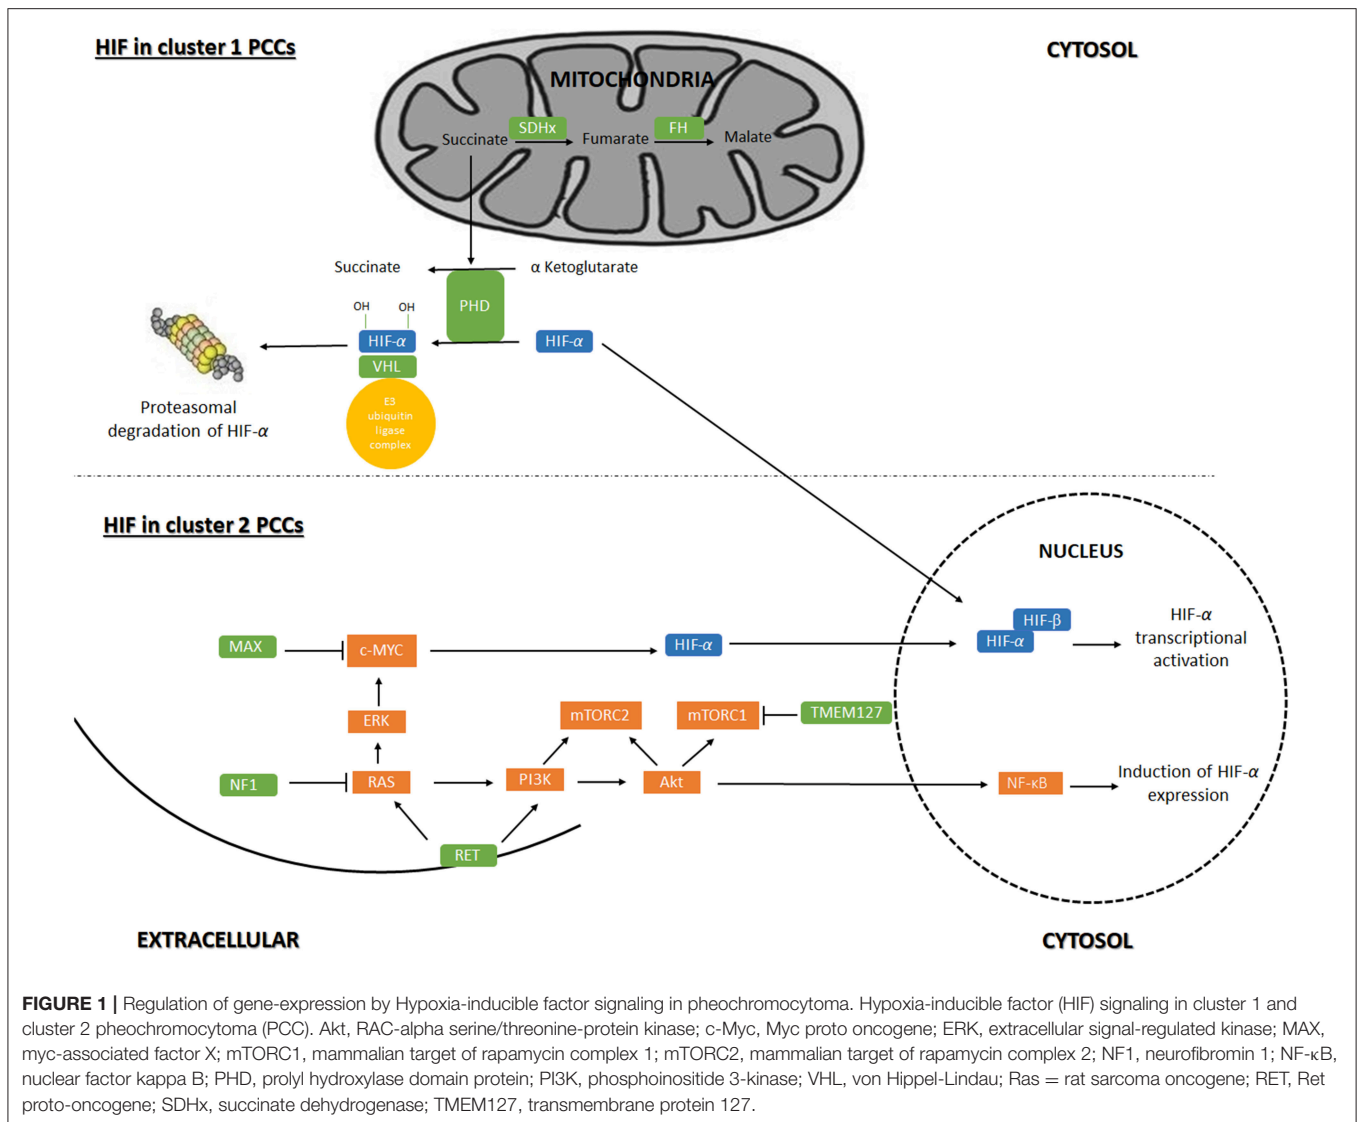 HIF in cluster 1 PCCs
CYTOSOL
MITOCHONDRIA
SDHx
FH
Succinate
Fumarate
Malate
Succinate
α Ketoglutarate
PHD
OH
OH
HIF-α
HIF-α
VHL
E3
ubiquitin
ligase
complex
Proteasomal
degradation of HIF-α
HIF in cluster 2 PCCs
NUCLEUS
MAX
c-MYC
HIF-α
HIF-β
HIF-α
HIF-α
transcriptional
activation
ERK
mTORC2
mTORC1
TMEM127
NF1
RAS
PI3K
Akt
NF-κB
Induction of HIF-α
expression
RET
EXTRACELLULAR
CYTOSOL
FIGURE 1 | Regulation of gene-expression by Hypoxia-inducible factor signaling in pheochromocytoma. Hypoxia-inducible factor (HIF) signaling in cluster 1 and
cluster 2 pheochromocytoma (PCC). Akt, RAC-alpha serine/threonine-protein kinase; c-Myc, Myc proto oncogene; ERK, extracellular signal-regulated kinase; MAX,
myc-associated factor X; mTORC1, mammalian target of rapamycin complex 1; mTORC2, mammalian target of rapamycin complex 2; NF1, neurofibromin 1; NF-κB,
nuclear factor kappa B; PHD, prolyl hydroxylase domain protein; PI3K, phosphoinositide 3-kinase; VHL, von Hippel-Lindau; Ras = rat sarcoma oncogene; RET, Ret
proto-oncogene; SDHx, succinate dehydrogenase; TMEM127, transmembrane protein 127.